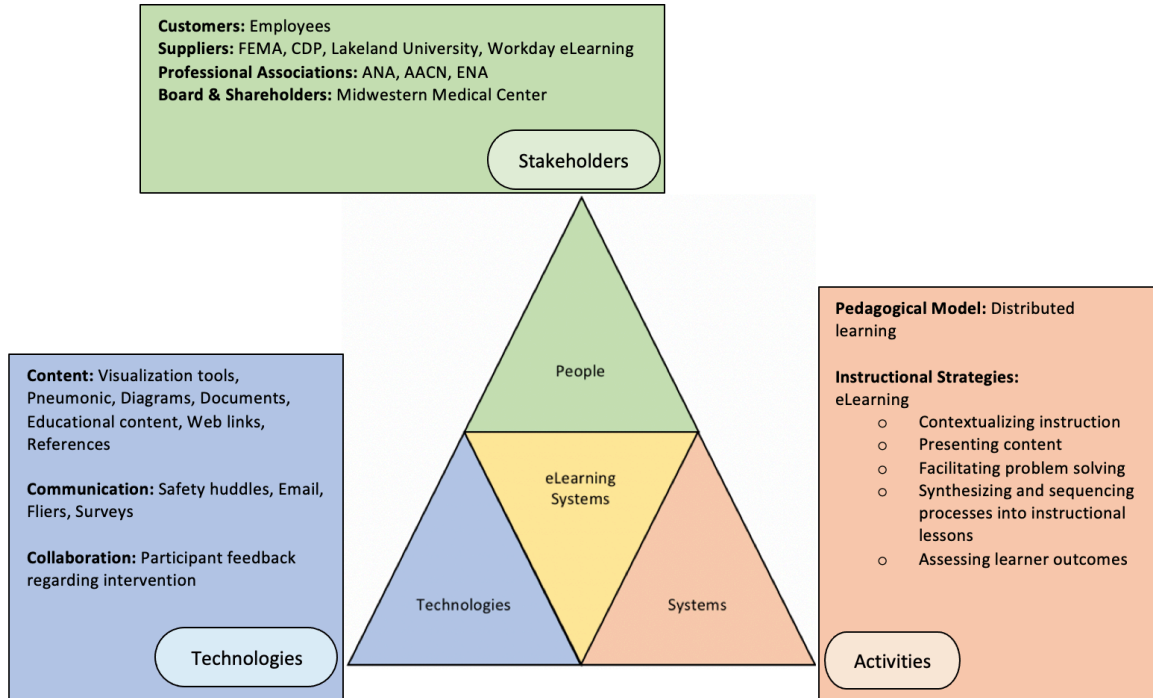 Customers: Employees
Suppliers: FEMA, CDP, Lakeland University, Workday eLearning
Professional Associations: ANA, AACN, ENA
Board & Shareholders: Midwestern Medical Center
Stakeholders
People
eLearning
Systems
Technologies
Systems
Content: Visualization tools,
Pneumonic, Diagrams, Documents,
Educational content, Web links,
References
Communication: Safety huddles, Email,
Fliers, Surveys
Collaboration: Participant feedback
regarding intervention
Technologies
Pedagogical Model: Distributed
learning
Instructional Strategies:
eLearning
o Contextualizing instruction
o Presenting content
o Facilitating problem solving
o Synthesizing and sequencing
processes into instructional
lessons
o Assessing learner outcomes
Activities